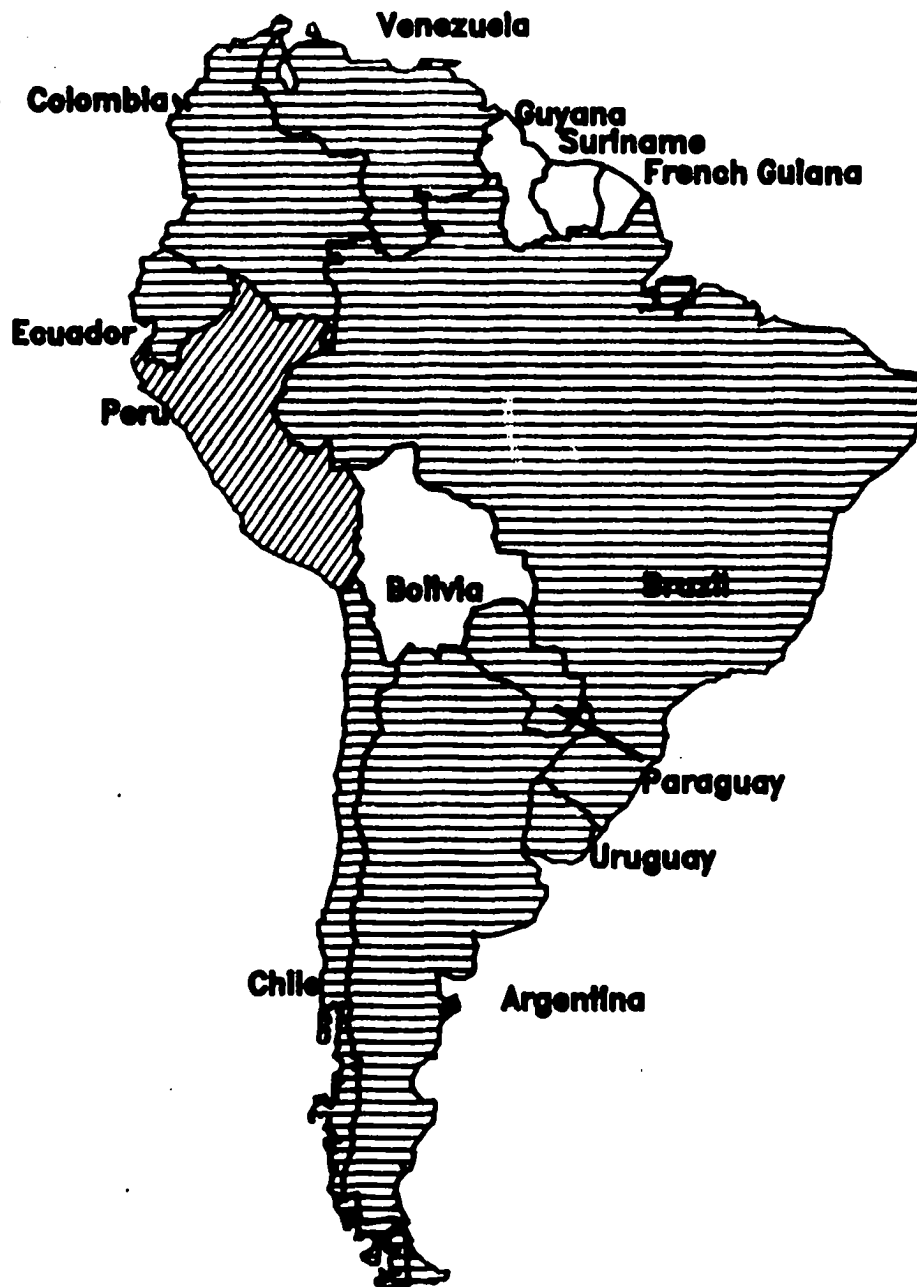 Venezuela
Colombia
Guyana
Suriname
French Guiana
Ecuador
Peru
Bolivia
Brazil
Paraguay
Uruguay
Chile
Argentina